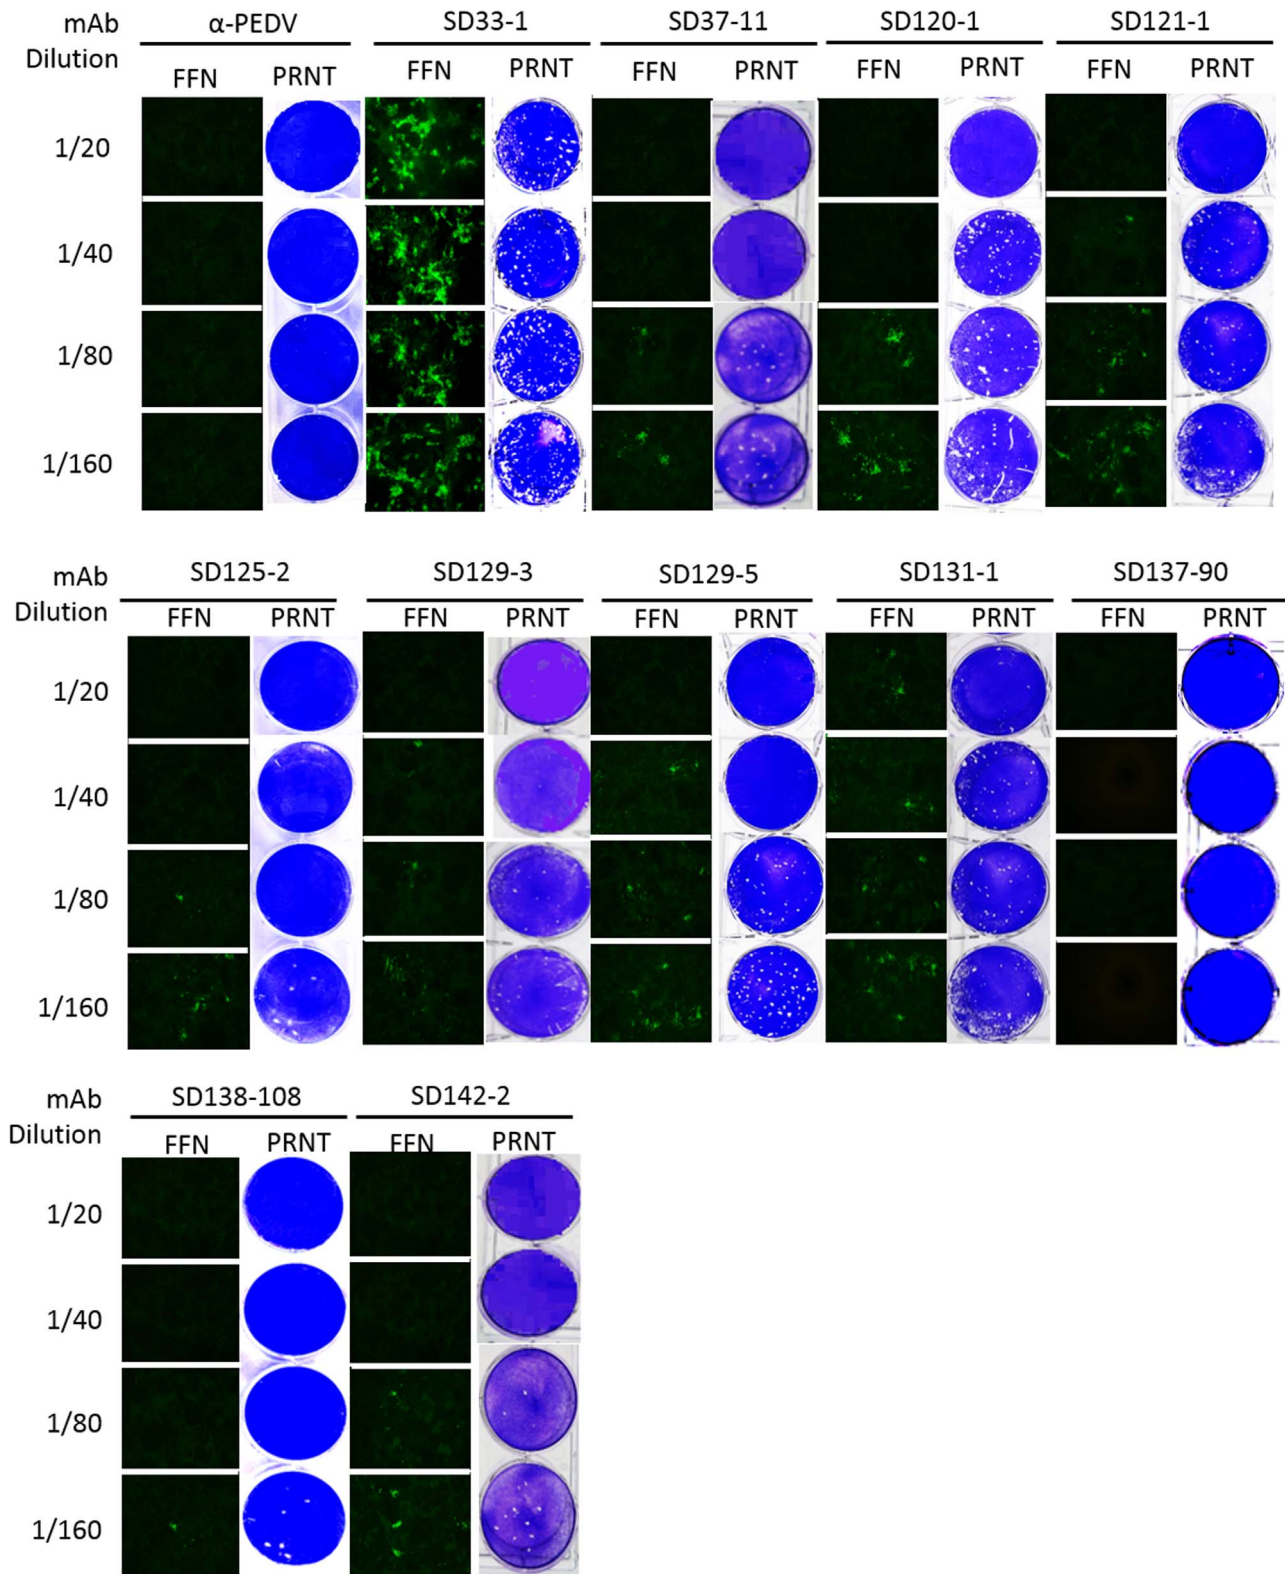 mAb α-PEDV SD33-1 SD37-11 SD120-1 SD121-1
Dilution FFN PRNT FFN PRNT FFN PRNT FFN PRNT FFN PRNT
1/20
1/40
1/80
1/160
mAb SD125-2 SD129-3 SD129-5 SD131-1 SD137-90
Dilution FFN PRNT FFN PRNT FFN PRNT FFN PRNT FFN PRNT
1/20
1/40
1/80
1/160
mAb SD138-108 SD142-2
Dilution FFN PRNT FFN PRNT
1/20
1/40
1/80
1/160